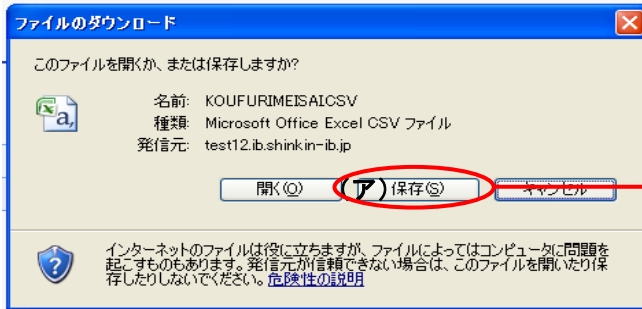 ファイルのダウンロード
このファイルを開くか、または保存しますか?
名前: KOUFURIMEISAICSV
種類: Microsoft Office Excel CSV ファイル
発信元: test12.ib.shinkin-ib.jp
開く(O) (ア) 保存(S) キャンセル
インターネットのファイルは役に立ちますが、ファイルによってはコンピュータに問題を
起こすものもあります。発信元が信頼できない場合は、このファイルを開いたり保
存したりしないでください。危険性の説明